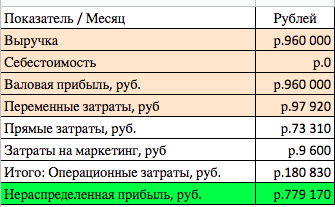 Показатель / Месяц Рублей
Выручка р.960 000
Себестоимость р.0
Валовая прибыль, руб. р.960 000
Переменные затраты, руб р.97 920
Прямые затраты, руб. р.73 310
Затраты на маркетинг, руб р.9 600
Итого: Операционные затраты, руб. р.180 830
Нераспределенная прибыль, руб. р.779 170